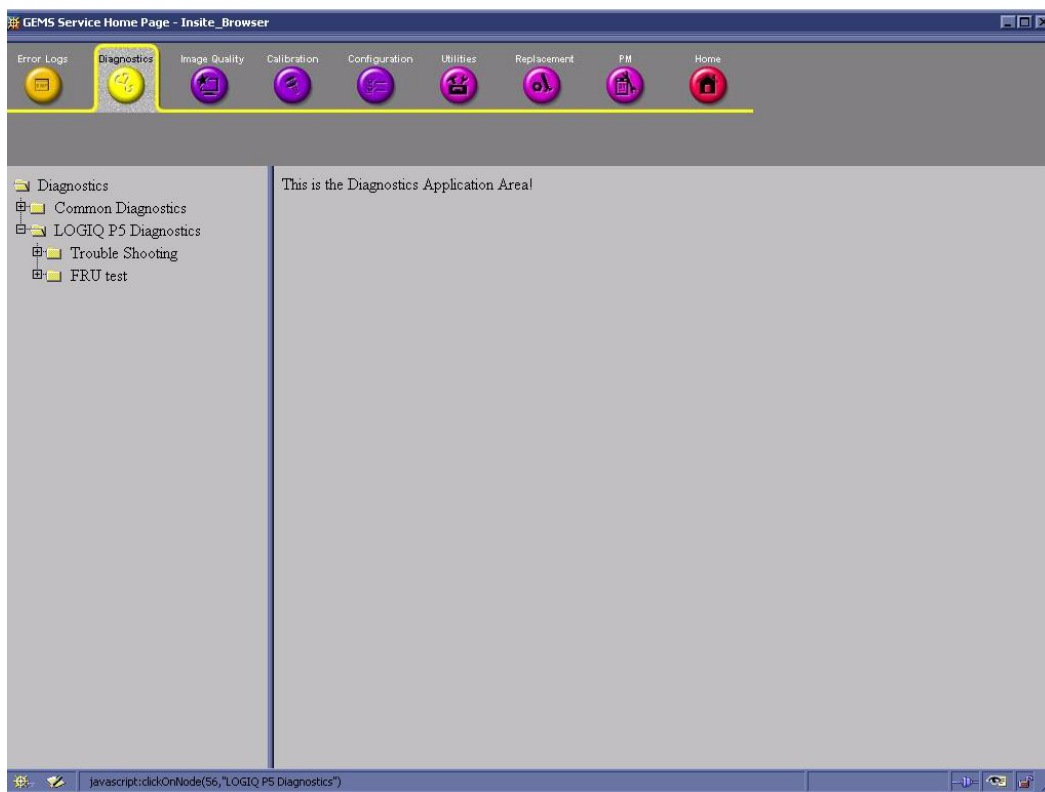 GEMS Service Home Page - Insite_Browser
Error Logs Diagnostics Image Quality Calibration Configuration Utilities Replacement PM Home
Diagnostics
Common Diagnostics
LOGIQ P5 Diagnostics
Trouble Shooting
FRU test
This is the Diagnostics Application Area!
javascript:clickOnNode(56,"LOGIQ P5 Diagnostics")